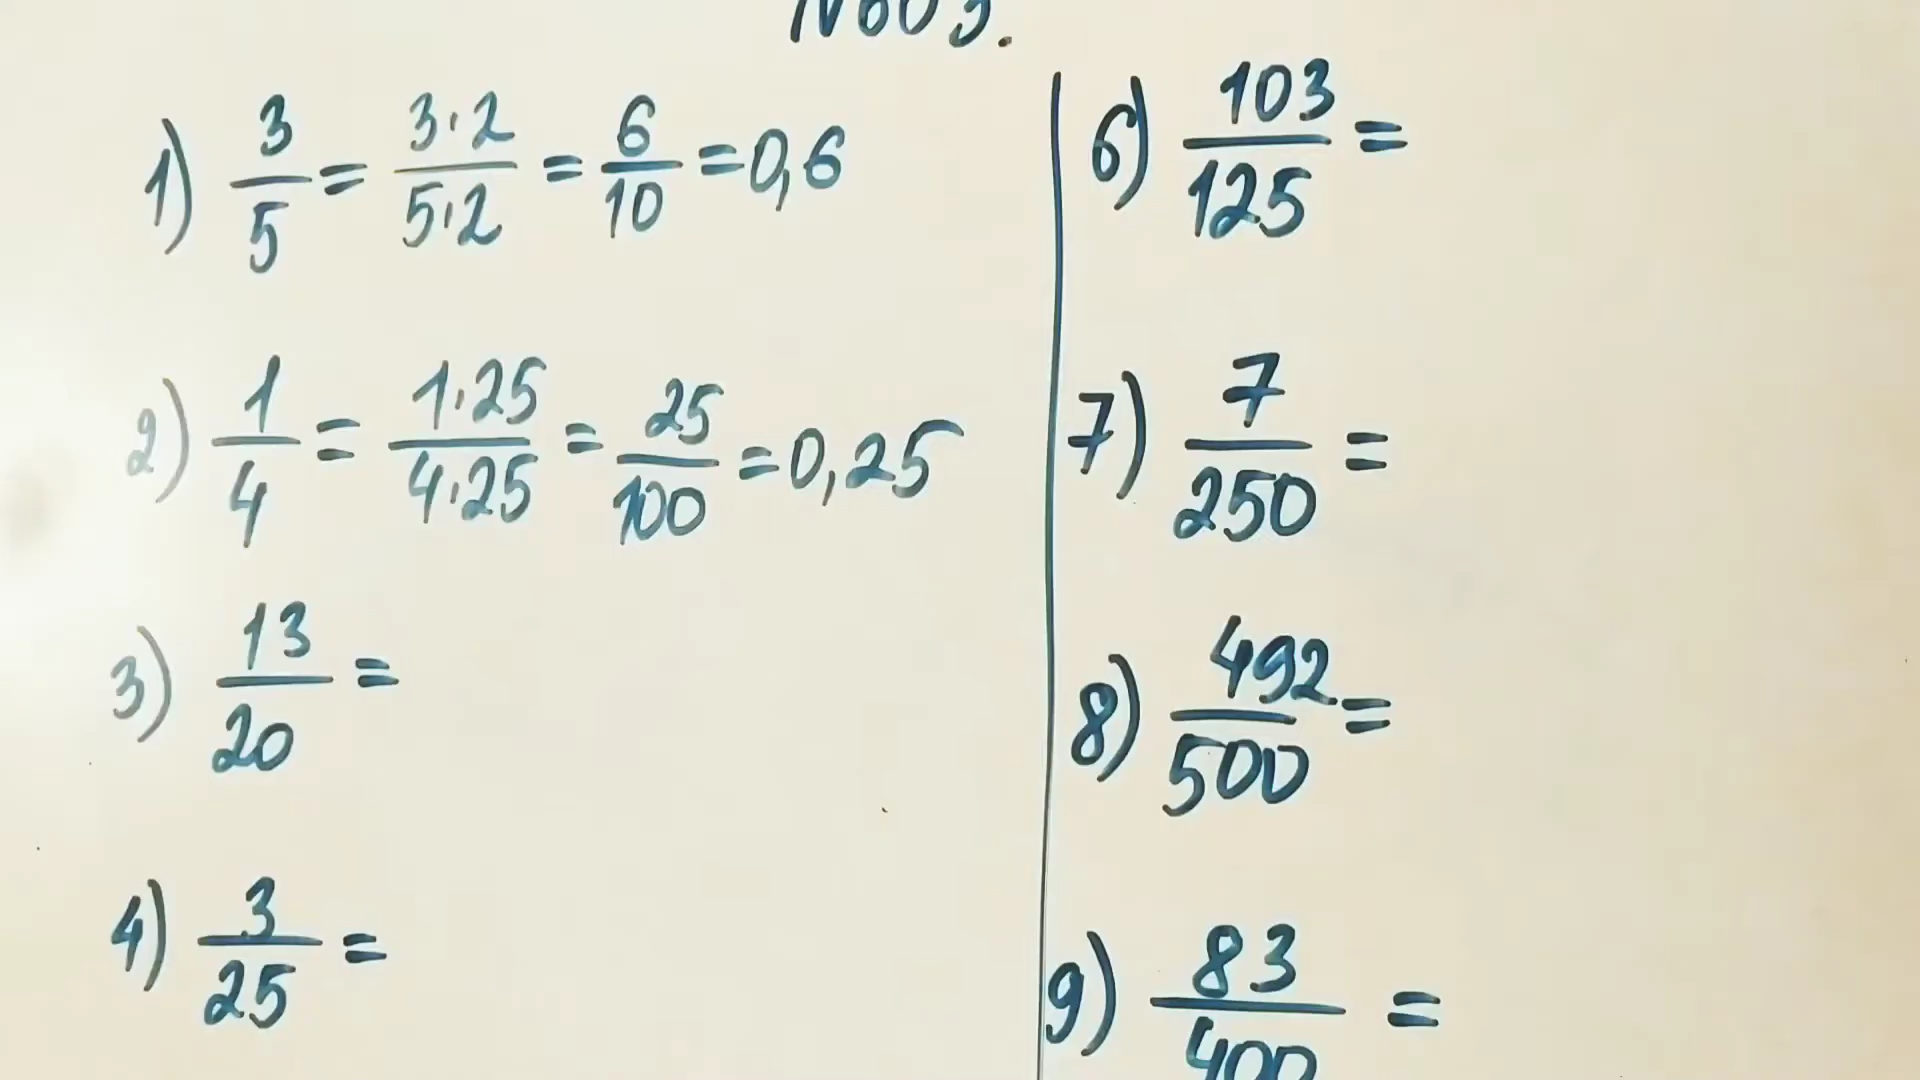 1) 3/5 = 3·2/5·2 = 6/10 = 0,6
2) 1/4 = 1·25/4·25 = 25/100 = 0,25
3) 13/20 =
4) 3/25 =
6) 103/125 =
7) 7/250 =
8) 492/500 =
9) 83/400 =